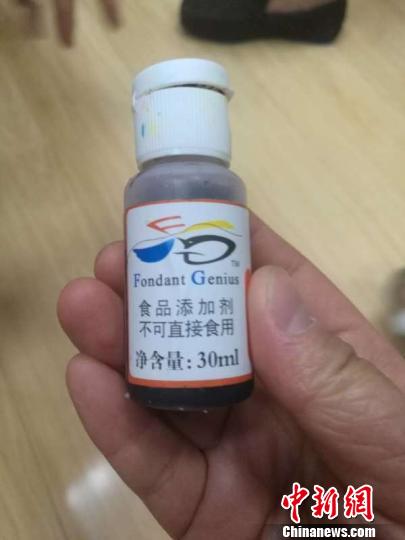 TM
Fondant Genius
食品添加剂
不可直接食用
净含量:30ml
中新网
Chinanews.com